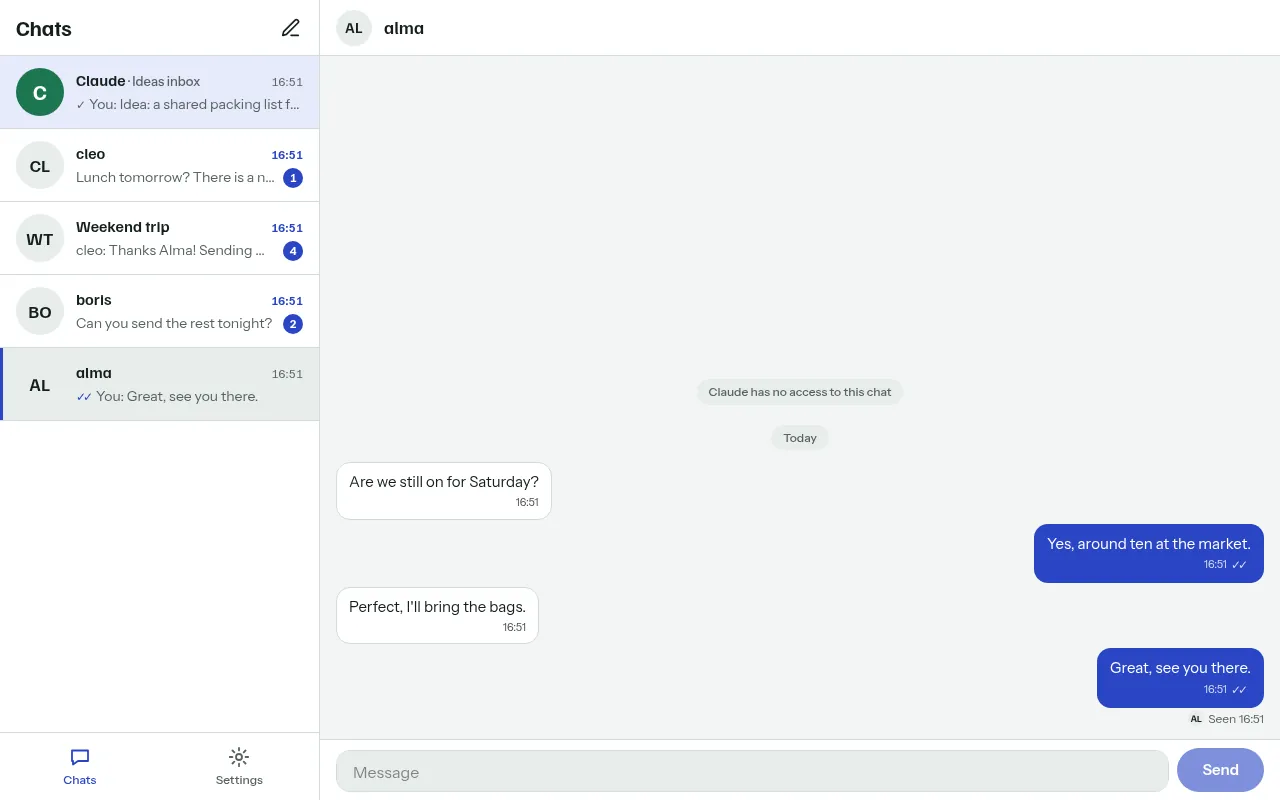 Chats
C
Claude · Ideas inbox 16:51
✓ You: Idea: a shared packing list f...
CL
cleo 16:51
Lunch tomorrow? There is a n... 1
WT
Weekend trip 16:51
cleo: Thanks Alma! Sending ... 4
BO
boris 16:51
Can you send the rest tonight? 2
AL
alma 16:51
✓✓ You: Great, see you there.
Chats
Settings
AL alma
Claude has no access to this chat
Today
Are we still on for Saturday?
16:51
Yes, around ten at the market.
16:51 ✓✓
Perfect, I'll bring the bags.
16:51
Great, see you there.
16:51 ✓✓
AL Seen 16:51
Message
Send